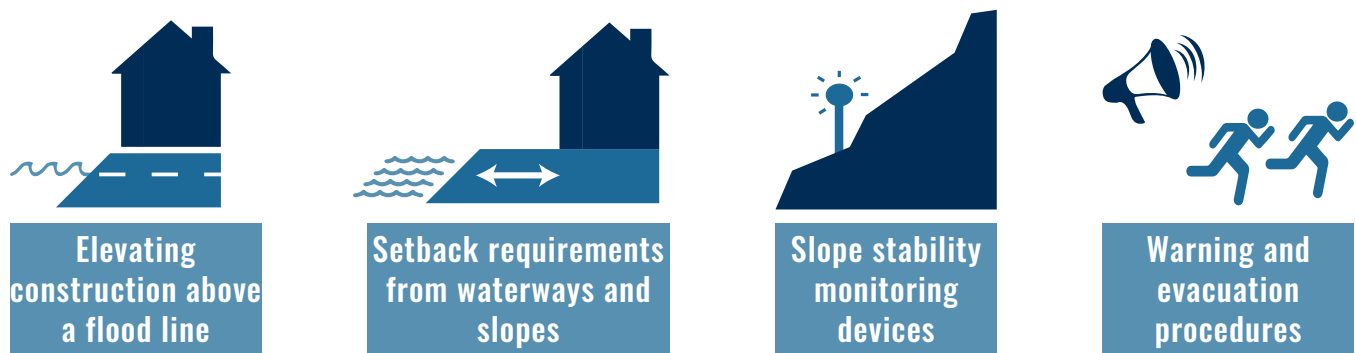 Elevating
construction above
a flood line
Setback requirements
from waterways and
slopes
Slope stability
monitoring
devices
Warning and
evacuation
procedures